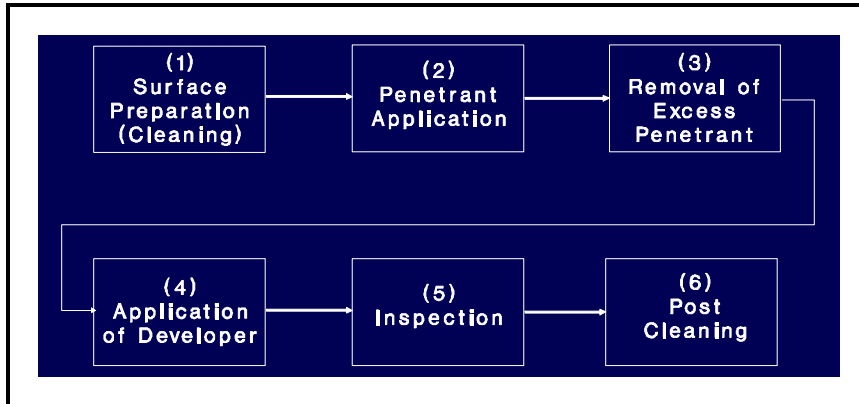 (1)
Surface
Preparation
(Cleaning)
(2)
Penetrant
Application
(3)
Removal of
Excess
Penetrant
(4)
Application
of Developer
(5)
Inspection
(6)
Post
Cleaning